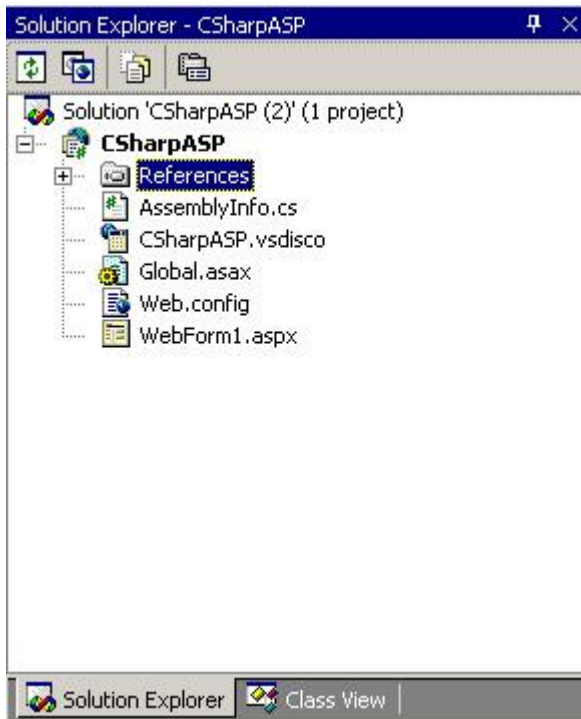 Solution Explorer - CSharpASP
Solution 'CSharpASP (2)' (1 project)
CSharpASP
References
AssemblyInfo.cs
CSharpASP.vsdisco
Global.asax
Web.config
WebForm1.aspx
Solution Explorer Class View